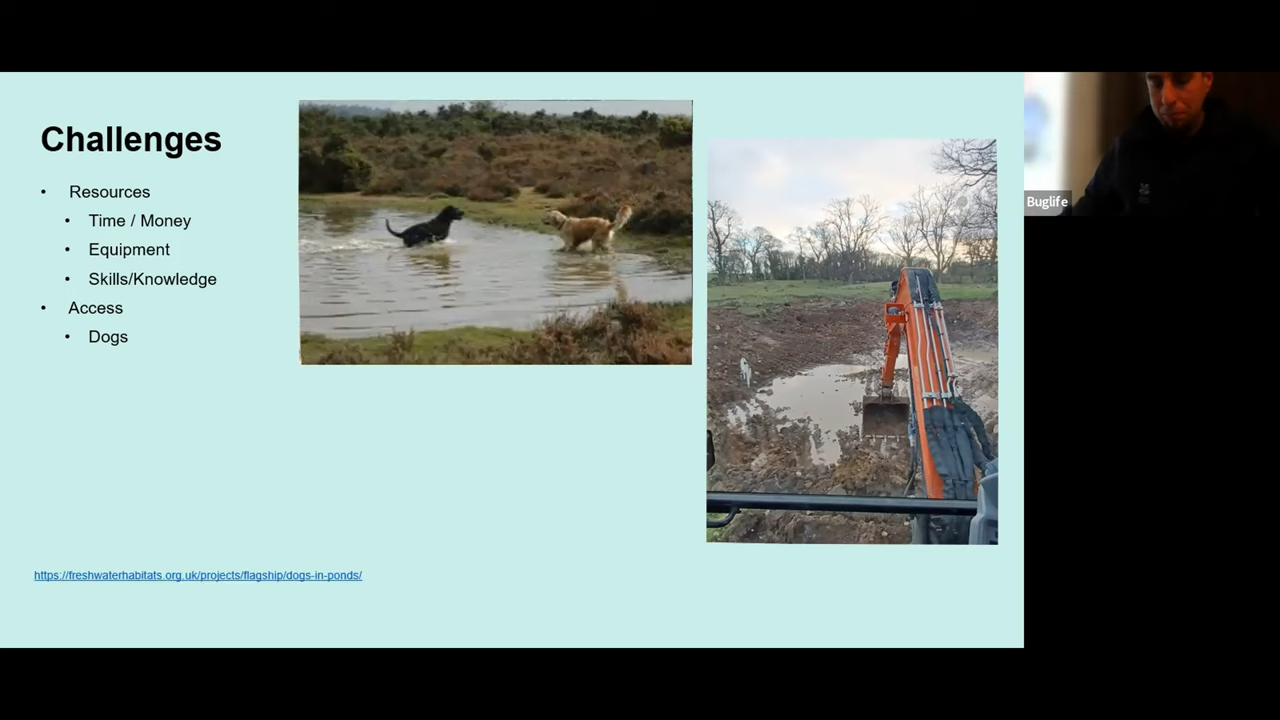 Challenges
• Resources
• Time / Money
• Equipment
• Skills/Knowledge
• Access
• Dogs
https://freshwaterhabitats.org.uk/projects/flagship/dogs-in-ponds/
Buglife